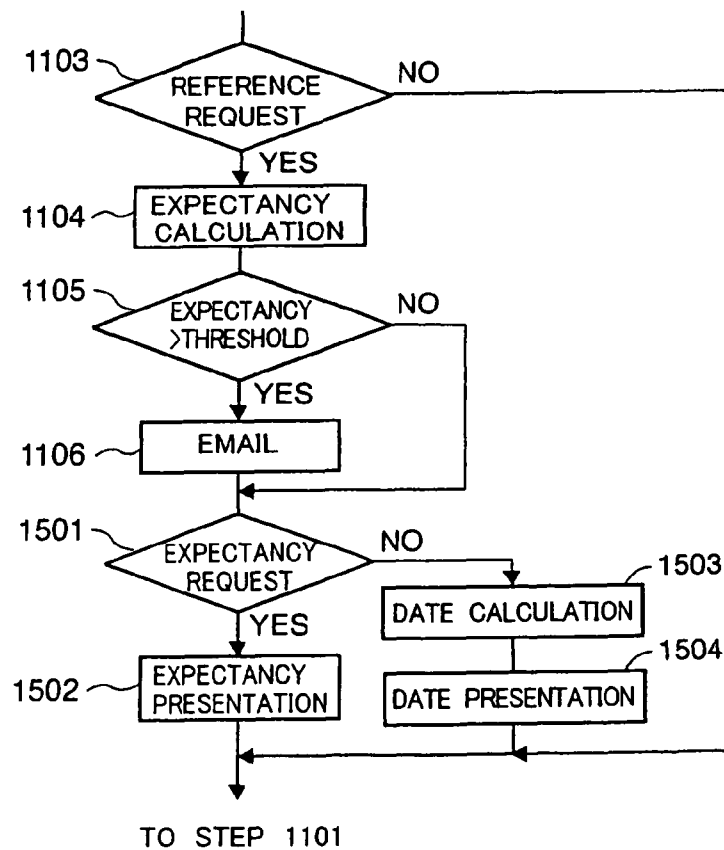 1103
REFERENCE
REQUEST
NO
YES
1104
EXPECTANCY
CALCULATION
1105
EXPECTANCY
>THRESHOLD
NO
YES
1106
EMAIL
1501
EXPECTANCY
REQUEST
NO
YES
1503
DATE CALCULATION
1502
EXPECTANCY
PRESENTATION
1504
DATE PRESENTATION
TO STEP 1101